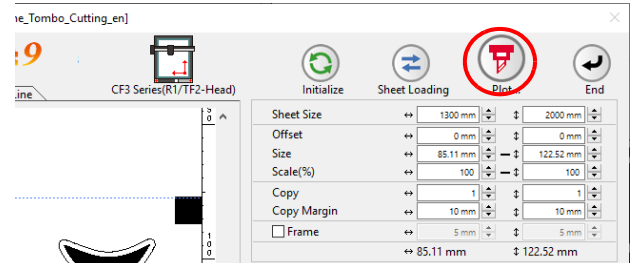 ne_Tombo_Cutting_en]
9
Line
CF3 Series(R1/TF2-Head)
Initialize
Sheet Loading
Plot...
End
Sheet Size ↔ 1300 mm ↕ 2000 mm
Offset ↔ 0 mm ↕ 0 mm
Size ↔ 85.11 mm ↕ 122.52 mm
Scale(%) ↔ 100 ↕ 100
Copy ↔ 1 ↕ 1
Copy Margin ↔ 10 mm ↕ 10 mm
Frame ↔ 5 mm ↕ 5 mm
↔ 85.11 mm ↕ 122.52 mm